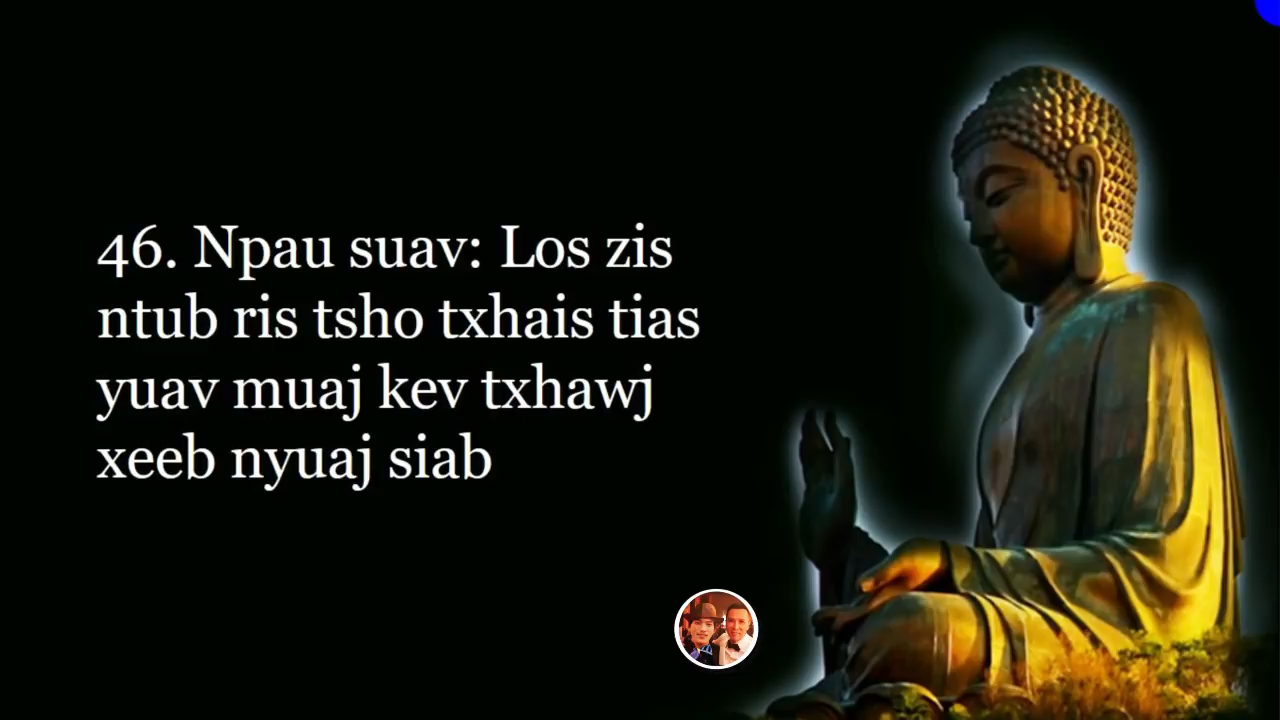 46. Npau suav: Los zis
ntub ris tsho txhais tias
yuav muaj kev txhawj
xeeb nyuaj siab